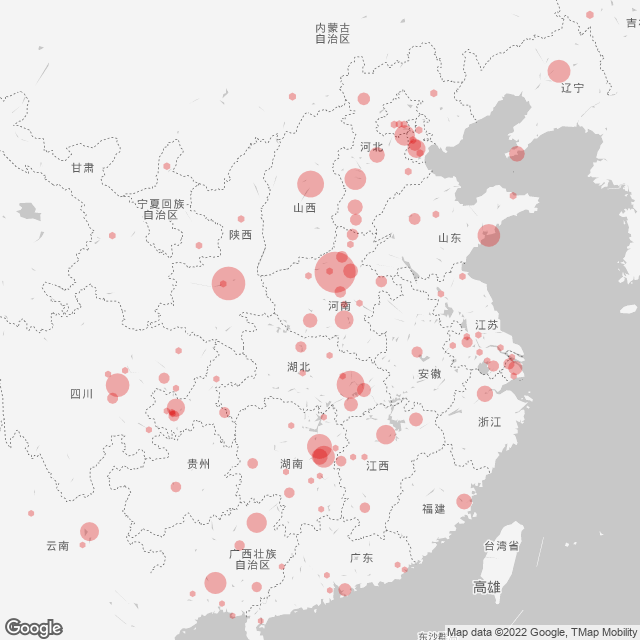 内蒙古
自治区
吉
辽宁
河北
甘肃
宁夏回族
自治区
山西
陕西
山东
河南
江苏
湖北
安徽
四川
浙江
贵州
湖南
江西
福建
云南
台湾省
广西壮族
自治区
广东
高雄
东沙群
Google
Map data ©2022 Google, TMap Mobility